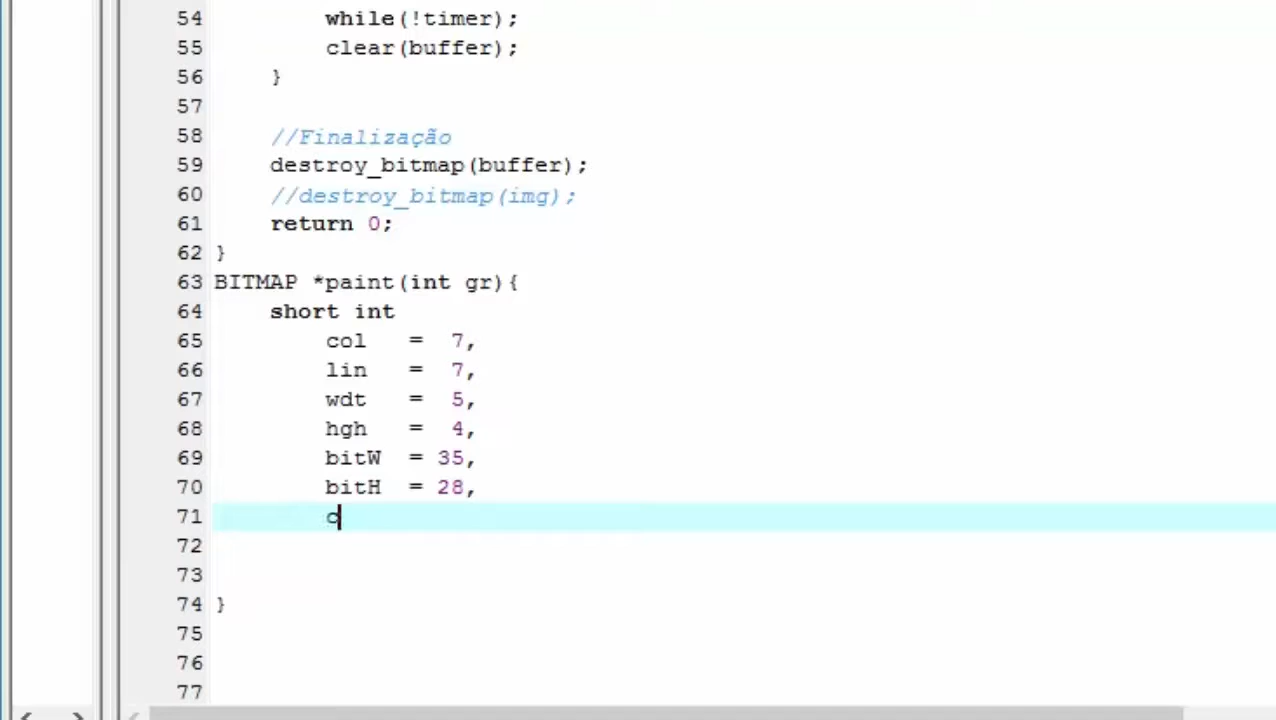 54 while(!timer);
55 clear(buffer);
56 }
57
58 //Finalização
59 destroy_bitmap(buffer);
60 //destroy_bitmap(img);
61 return 0;
62 }
63 BITMAP *paint(int gr){
64 short int
65 col = 7,
66 lin = 7,
67 wdt = 5,
68 hgh = 4,
69 bitW = 35,
70 bitH = 28,
71 c
72
73
74 }
75
76
77